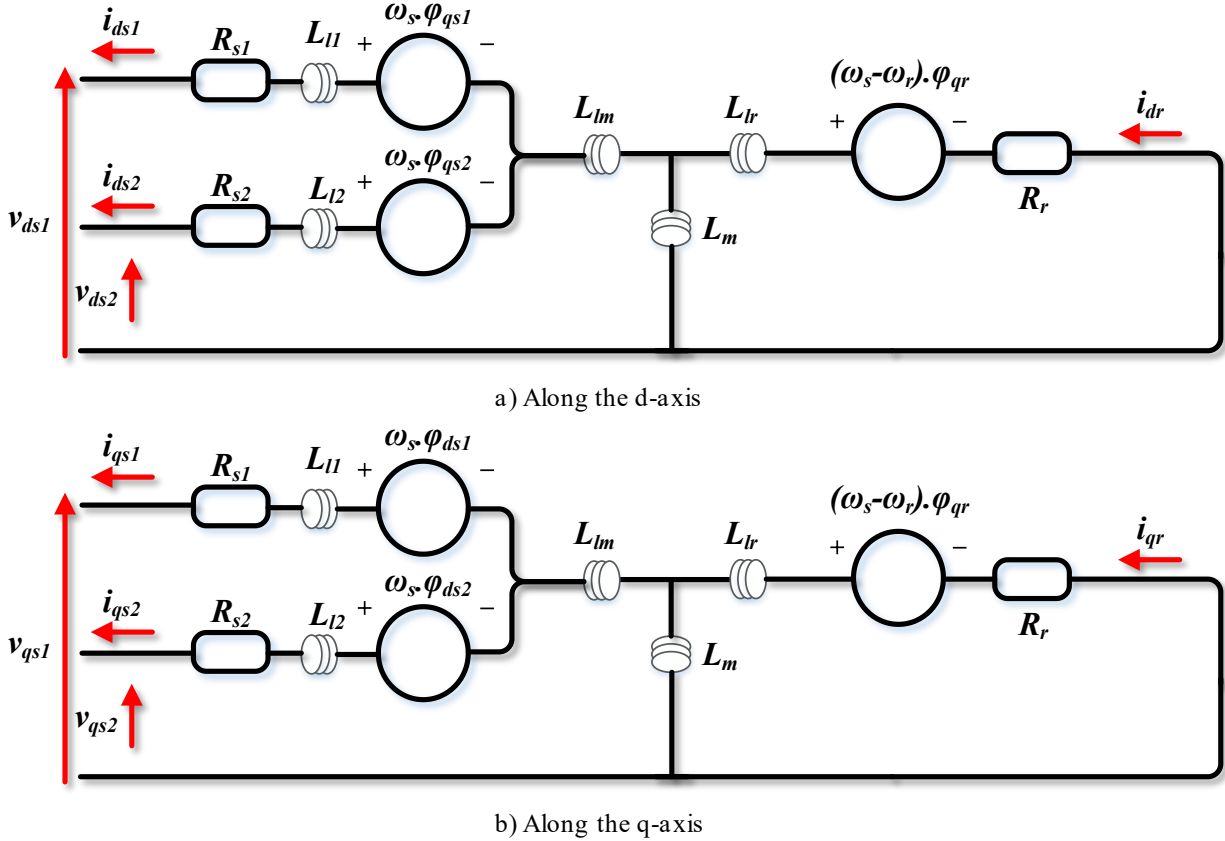 i_ds1
R_s1
L_l1
+
ω_s.φ_qs1
−
i_ds2
R_s2
L_l2
+
ω_s.φ_qs2
−
v_ds1
v_ds2
L_lm
L_lr
L_m
+
(ω_s-ω_r).φ_qr
−
R_r
i_dr
a) Along the d-axis
i_qs1
R_s1
L_l1
+
ω_s.φ_ds1
−
i_qs2
R_s2
L_l2
+
ω_s.φ_ds2
−
v_qs1
v_qs2
L_lm
L_lr
L_m
+
(ω_s-ω_r).φ_qr
−
R_r
i_qr
b) Along the q-axis